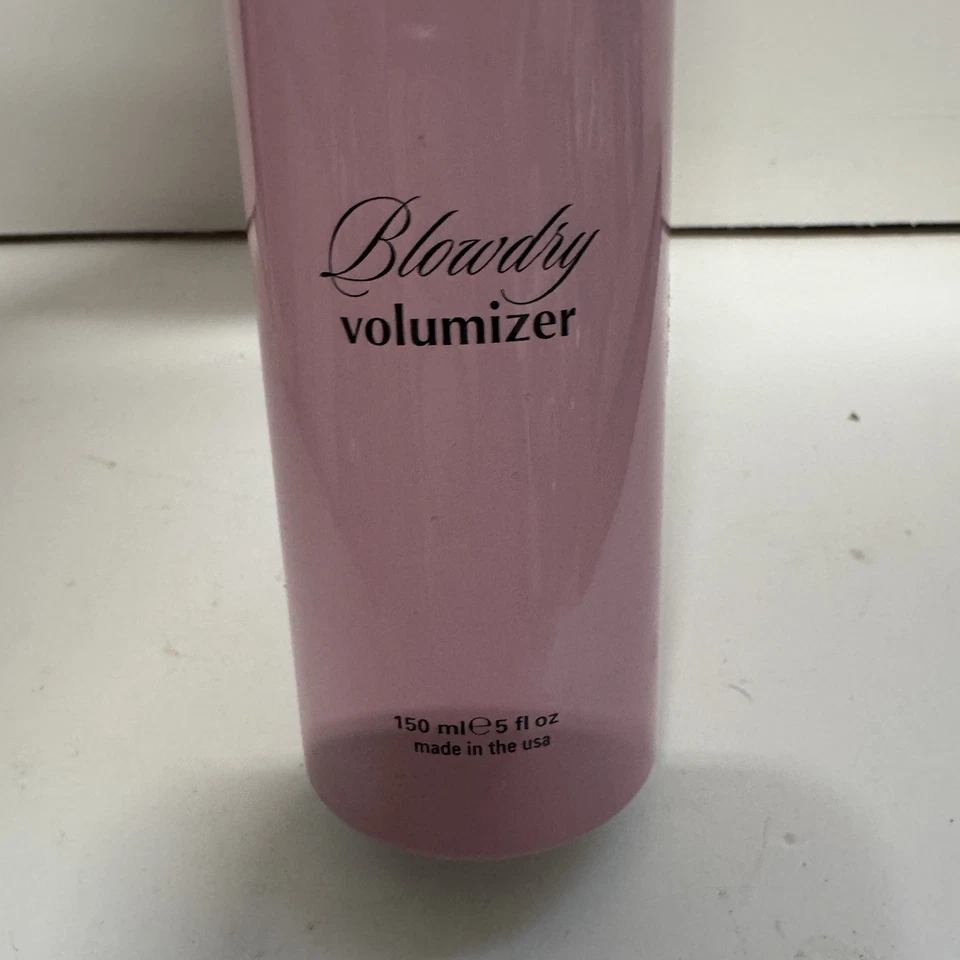 Blowdry
volumizer
150 ml℮5 fl oz
made in the usa